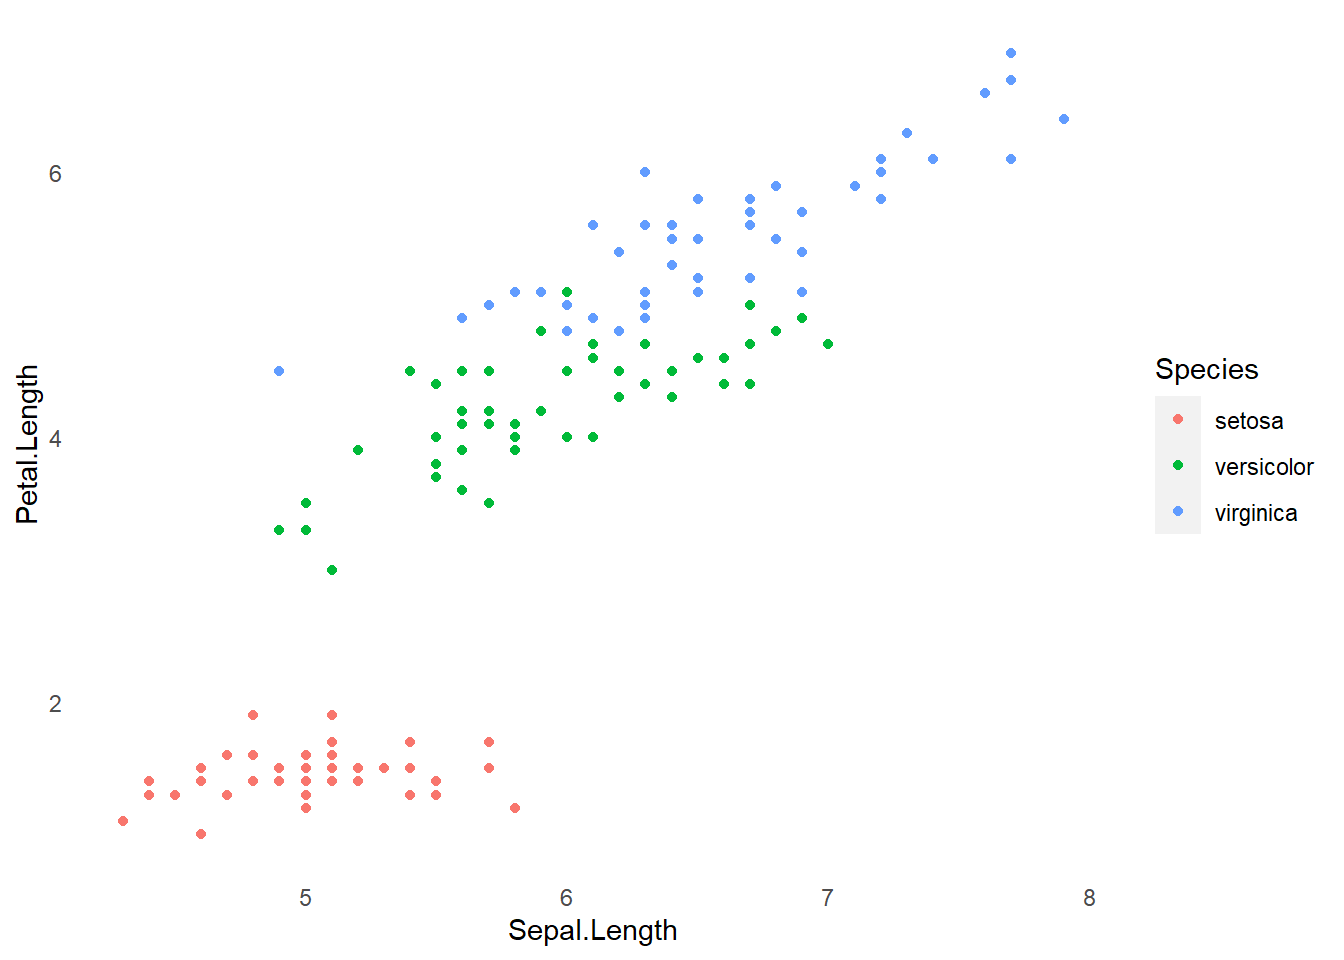 6
4
2
Petal.Length
5 6 7 8
Sepal.Length
Species
setosa
versicolor
virginica